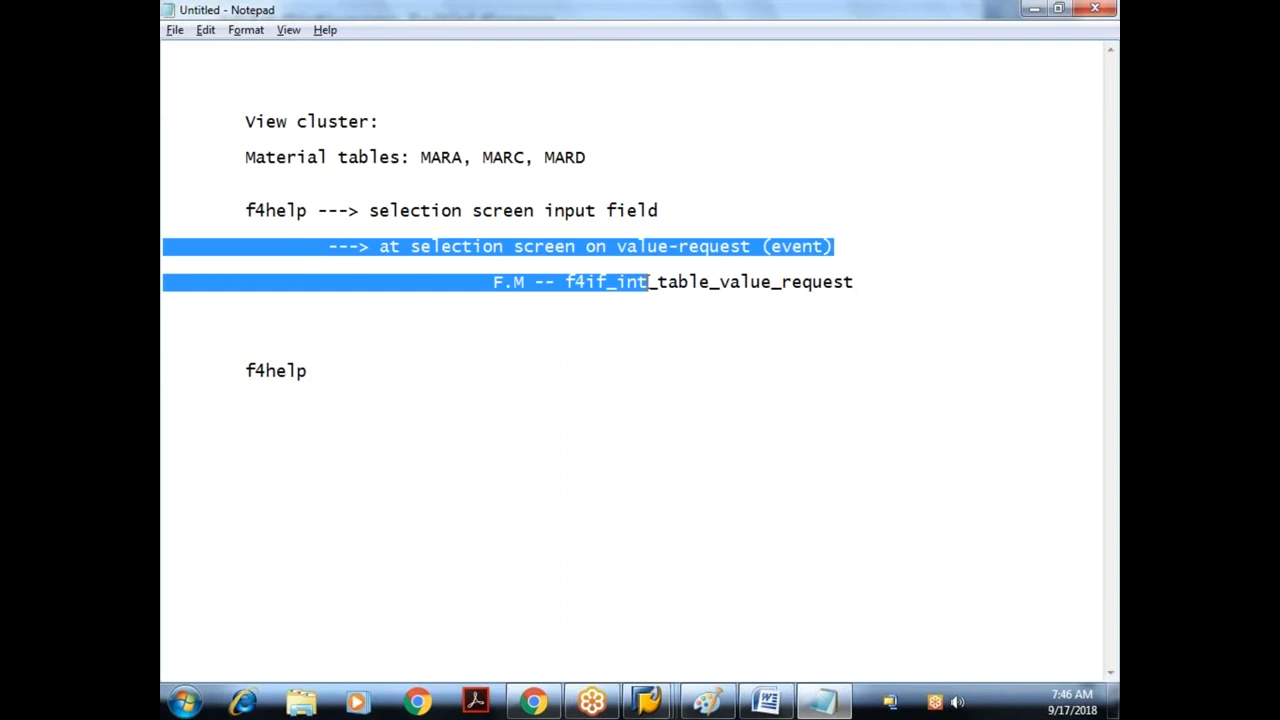 Untitled - Notepad
File Edit Format View Help
View cluster:
Material tables: MARA, MARC, MARD
f4help ---> selection screen input field
---> at selection screen on value-request (event)
F.M -- f4if_int_table_value_request
f4help
7:46 AM
9/17/2018